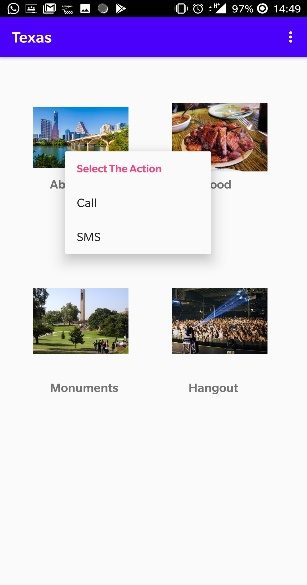 97% 14:49
Texas
Ab
ood
Select The Action
Call
SMS
Monuments
Hangout